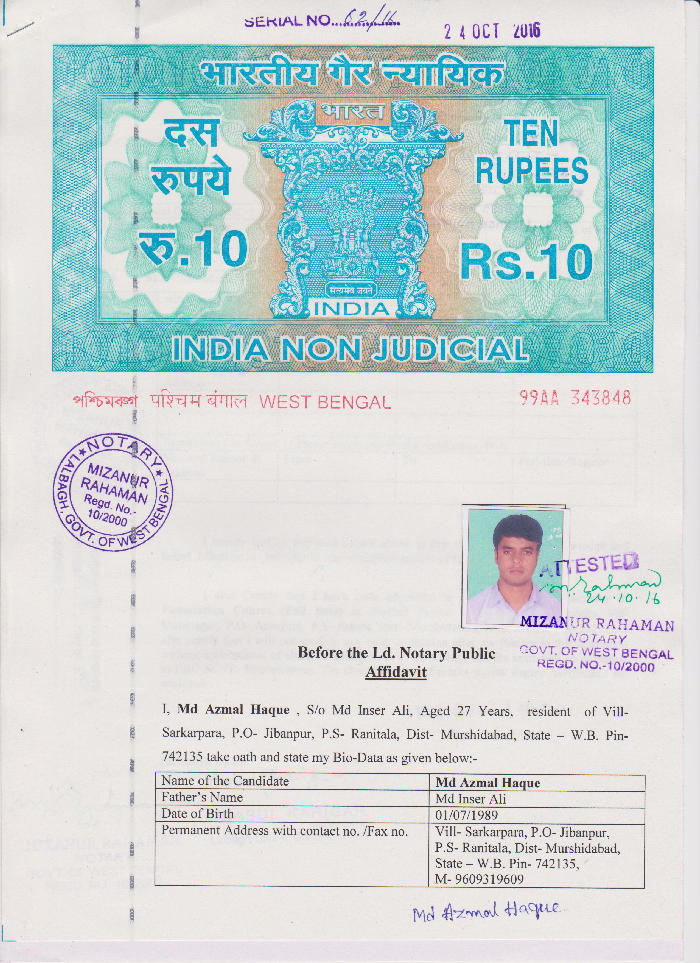 SERIAL NO...62/16...
24 OCT 2016
भारतीय गैर न्यायिक
भारत
दस
रुपये
रु.10
TEN
RUPEES
Rs.10
सत्यमेव जयते
INDIA
INDIA NON JUDICIAL
পশ্চিমবঙ্গ पश्चिम बंगाल WEST BENGAL
99AA 343848
★ NOTARY ★
LALBAGH, GOVT. OF WEST BENGAL
MIZANUR
RAHAMAN
Regd. No.-
10/2000
ATTESTED
M. Rahman
24.10.16
MIZANUR RAHAMAN
NOTARY
GOVT. OF WEST BENGAL
REGD. NO.-10/2000
Before the Ld. Notary Public
Affidavit
I, Md Azmal Haque , S/o Md Inser Ali, Aged 27 Years, resident of Vill-
Sarkarpara, P.O- Jibanpur, P.S- Ranitala, Dist- Murshidabad, State – W.B. Pin-
742135 take oath and state my Bio-Data as given below:-
Name of the Candidate Md Azmal Haque
Father's Name Md Inser Ali
Date of Birth 01/07/1989
Permanent Address with contact no. /Fax no. Vill- Sarkarpara, P.O- Jibanpur,
P.S- Ranitala, Dist- Murshidabad,
State – W.B. Pin- 742135,
M- 9609319609
Md Azmal Haque